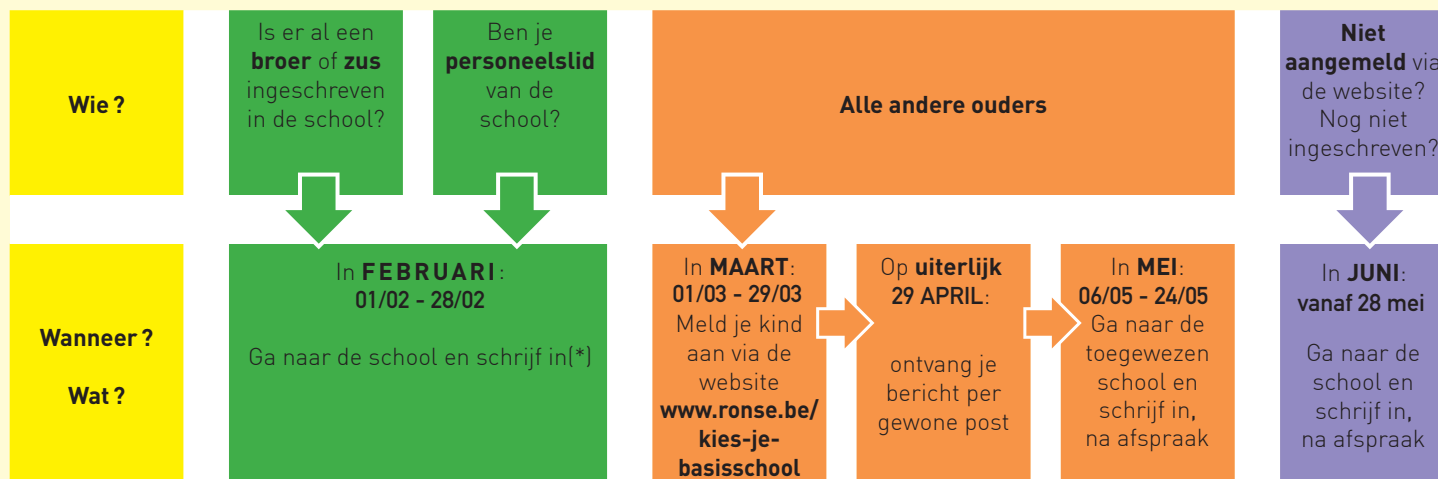 Wie ?
Is er al een
broer of zus
ingeschreven
in de school?
Ben je
personeelslid
van de
school?
Alle andere ouders
Niet
aangemeld via
de website?
Nog niet
ingeschreven?
Wanneer ?
Wat ?
In FEBRUARI:
01/02 - 28/02
Ga naar de school en schrijf in(*)
In MAART:
01/03 - 29/03
Meld je kind
aan via de
website
www.ronse.be/
kies-je-
basisschool
Op uiterlijk
29 APRIL:
ontvang je
bericht per
gewone post
In MEI:
06/05 - 24/05
Ga naar de
toegewezen
school en
schrijf in,
na afspraak
In JUNI:
vanaf 28 mei
Ga naar de
school en
schrijf in,
na afspraak